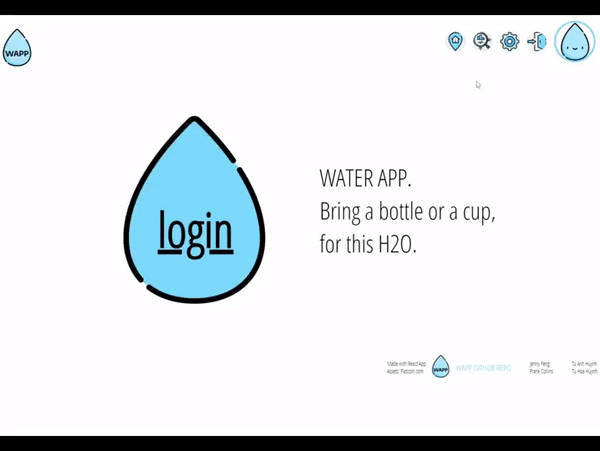 WAPP
login
WATER APP.
Bring a bottle or a cup,
for this H2O.
Made with React App
Assets: Flaticon.com
WAPP
WAPP GITHUB REPO
Jenny Feng
Frank Collins
Tu Anh Huynh
Tu Hoa Huynh